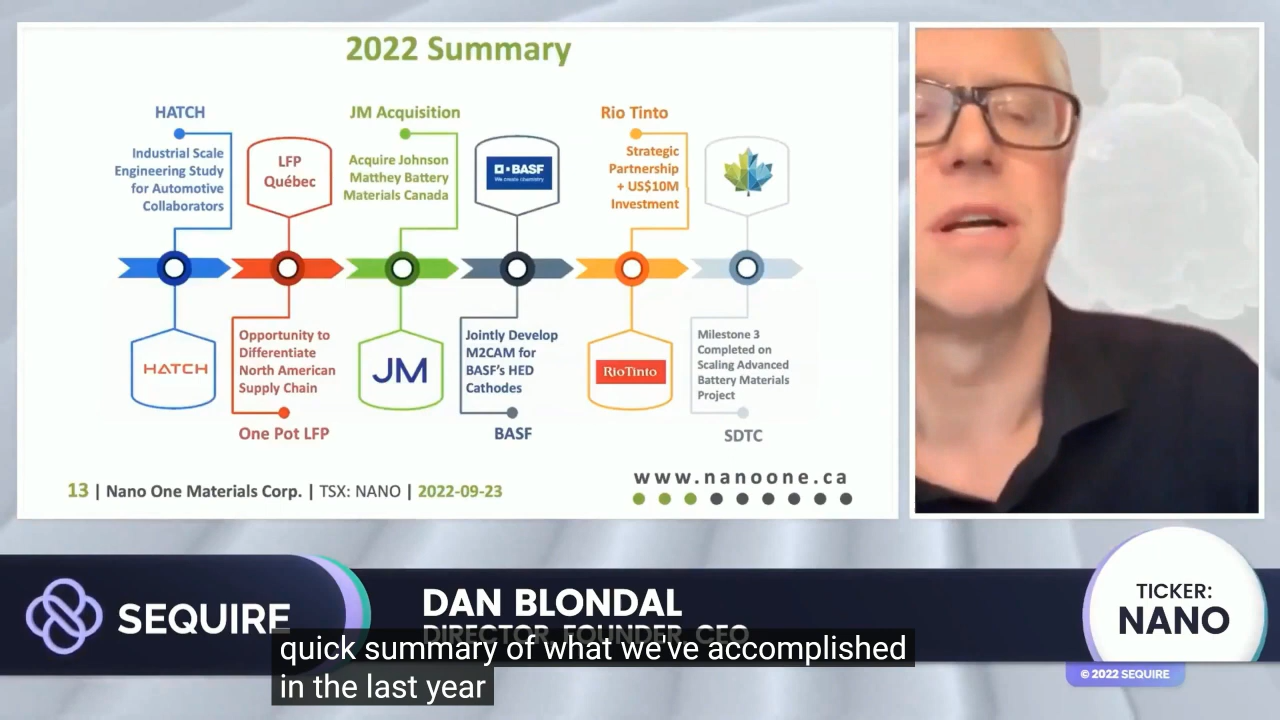 2022 Summary
HATCH
Industrial Scale
Engineering Study
for Automotive
Collaborators
LFP
Québec
JM Acquisition
Acquire Johnson
Matthey Battery
Materials Canada
BASF
We create chemistry
Rio Tinto
Strategic
Partnership
+ US$10M
Investment
HATCH
Opportunity to
Differentiate
North American
Supply Chain
One Pot LFP
JM
Jointly Develop
M2CAM for
BASF's HED
Cathodes
BASF
RioTinto
Milestone 3
Completed on
Scaling Advanced
Battery Materials
Project
SDTC
www.nanoone.ca
13 | Nano One Materials Corp. | TSX: NANO | 2022-09-23
SEQUIRE
DAN BLONDAL
DIRECTOR, FOUNDER, CEO
TICKER:
NANO
© 2022 SEQUIRE
quick summary of what we've accomplished
in the last year